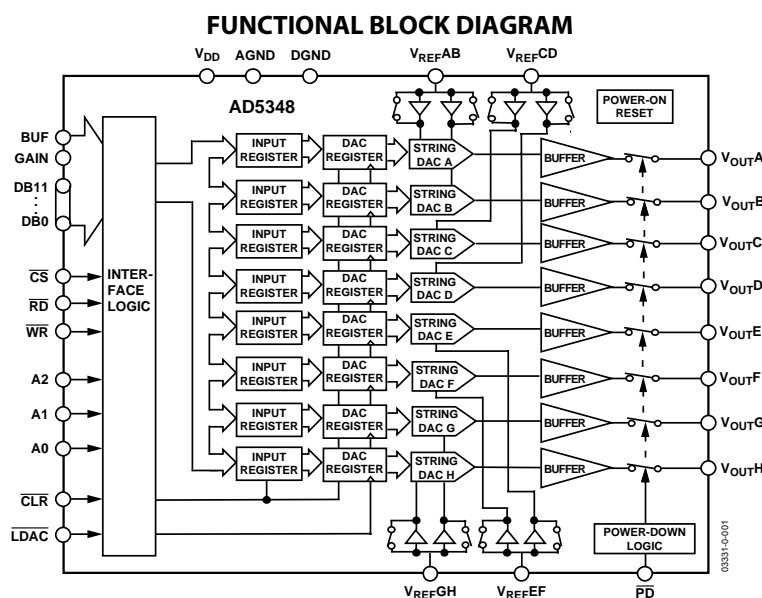 FUNCTIONAL BLOCK DIAGRAM
VDD AGND DGND VREFAB VREFCD
AD5348
POWER-ON
RESET
BUF
GAIN
DB11
DB0
CS
RD
WR
A2
A1
A0
CLR
LDAC
INTER-
FACE
LOGIC
INPUT
REGISTER
DAC
REGISTER
STRING
DAC A
BUFFER
VOUTA
INPUT
REGISTER
DAC
REGISTER
STRING
DAC B
BUFFER
VOUTB
INPUT
REGISTER
DAC
REGISTER
STRING
DAC C
BUFFER
VOUTC
INPUT
REGISTER
DAC
REGISTER
STRING
DAC D
BUFFER
VOUTD
INPUT
REGISTER
DAC
REGISTER
STRING
DAC E
BUFFER
VOUTE
INPUT
REGISTER
DAC
REGISTER
STRING
DAC F
BUFFER
VOUTF
INPUT
REGISTER
DAC
REGISTER
STRING
DAC G
BUFFER
VOUTG
INPUT
REGISTER
DAC
REGISTER
STRING
DAC H
BUFFER
VOUTH
POWER-DOWN
LOGIC
VREFGH VREFEF PD
03331-0-001